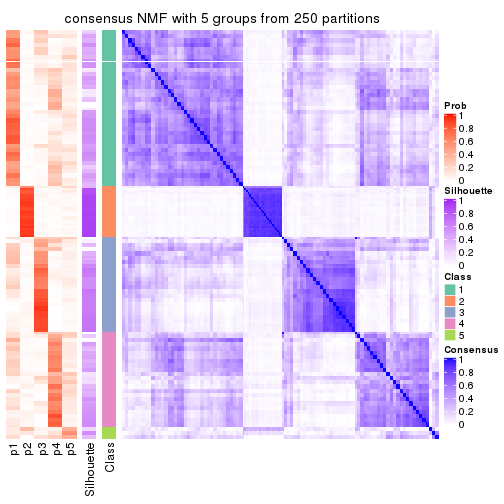 consensus NMF with 5 groups from 250 partitions
p1
p2
p3
p4
p5
Silhouette
Class
Prob
1
0.8
0.6
0.4
0.2
0
Silhouette
1
0.8
0.6
0.4
0.2
0
Class
1
2
3
4
5
Consensus
1
0.8
0.6
0.4
0.2
0